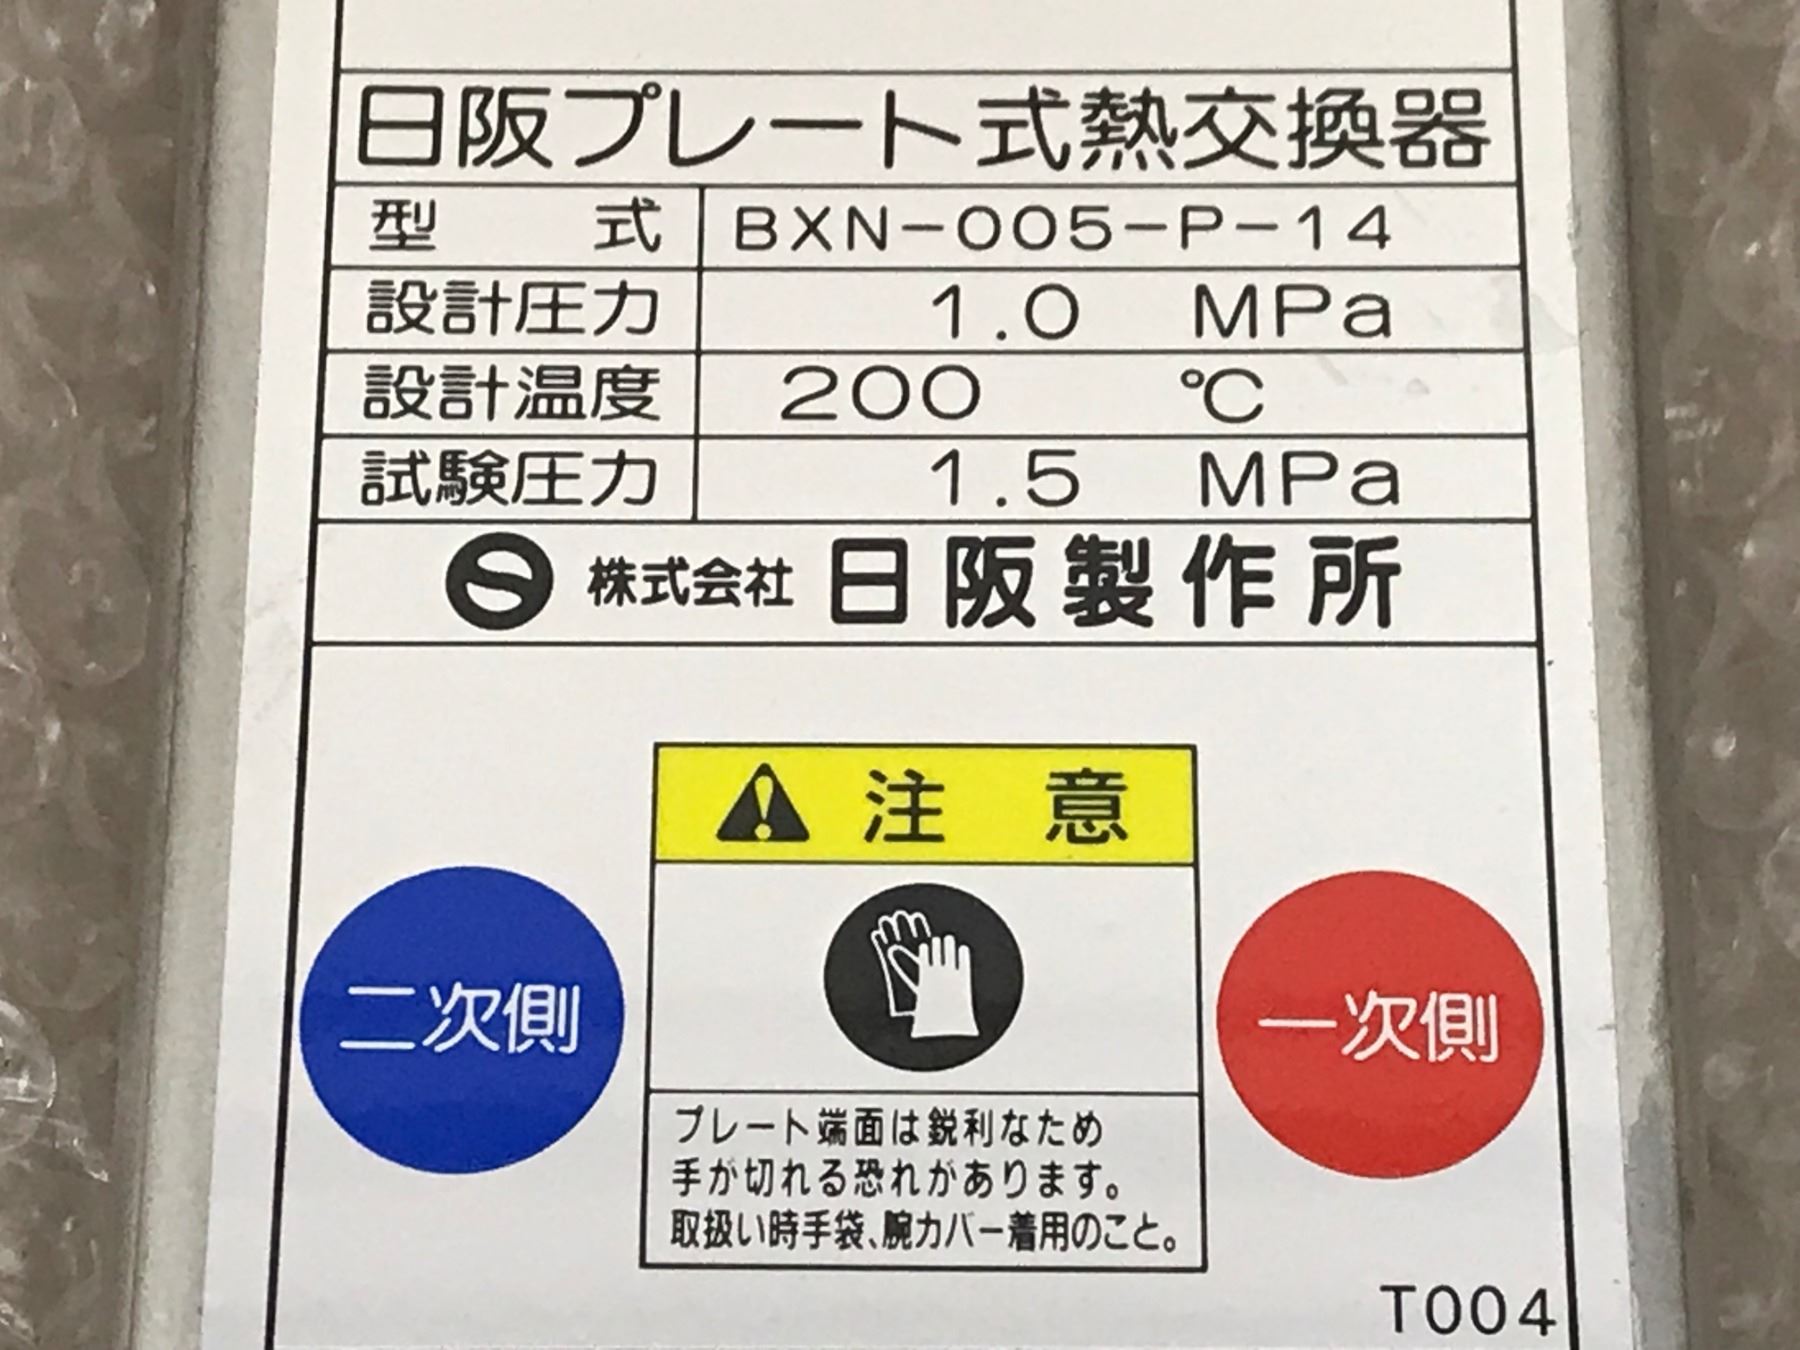 日阪プレート式熱交換器
型式 BXN-005-P-14
設計圧力 1.0 MPa
設計温度 200 ℃
試験圧力 1.5 MPa
株式会社 日阪製作所
注意
二次側
一次側
プレート端面は鋭利なため
手が切れる恐れがあります。
取扱い時手袋、腕カバー着用のこと。
T004